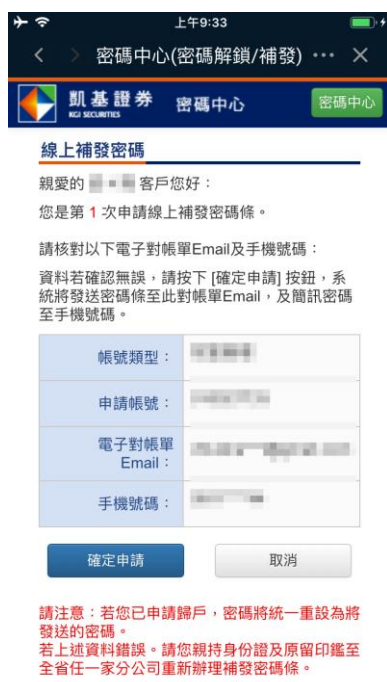 上午9:33
密碼中心(密碼解鎖/補發)
凱基證券
KGI SECURITIES
密碼中心
密碼中心
線上補發密碼
親愛的 客戶您好：
您是第 1 次申請線上補發密碼條。
請核對以下電子對帳單Email及手機號碼：
資料若確認無誤，請按下 [確定申請] 按鈕，系
統將發送密碼條至此對帳單Email，及簡訊密碼
至手機號碼。
帳號類型：
申請帳號：
電子對帳單
Email：
手機號碼：
確定申請
取消
請注意：若您已申請歸戶，密碼將統一重設為將
發送的密碼。
若上述資料錯誤。請您親持身份證及原留印鑑至
全省任一家分公司重新辦理補發密碼條。